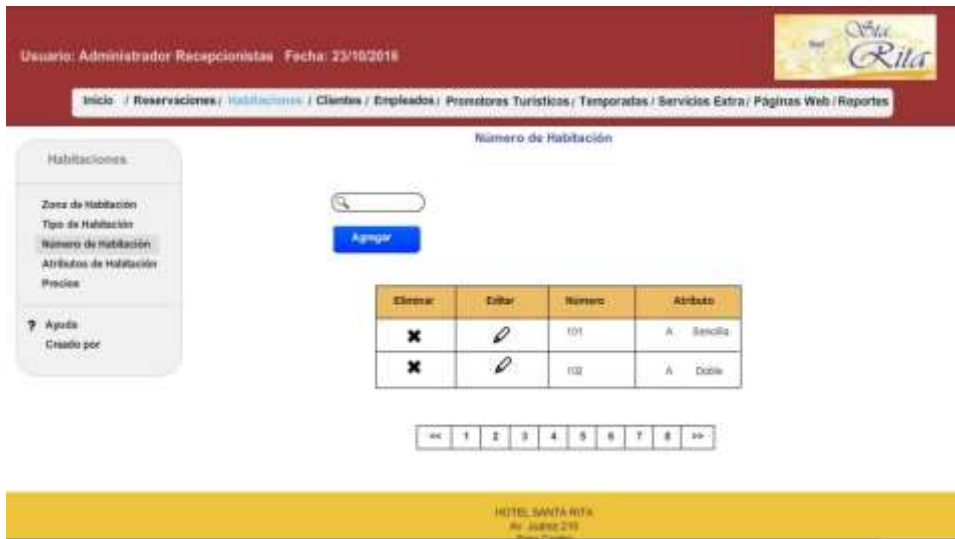 Usuario: Administrador Recepcionistas Fecha: 23/10/2016
Sta.
Rita
Inicio / Reservaciones / Habitaciones / Clientes / Empleados / Promotores Turísticos / Temporadas / Servicios Extra / Páginas Web / Reportes
Número de Habitación
Habitaciones
Zona de Habitación
Tipo de Habitación
Número de Habitación
Atributos de Habitación
Precios
? Ayuda
Creado por
Agregar
Eliminar Editar Número Atributo
101 A Sencilla
102 A Doble
<< 1 2 3 4 5 6 7 8 >>
HOTEL SANTA RITA
Av. Juárez